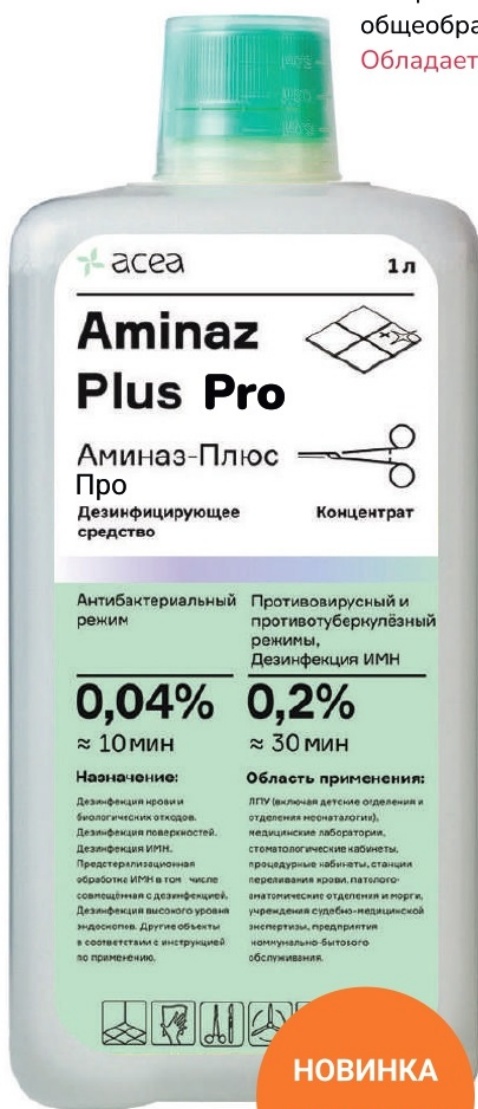 общеобра
Обладает
acea
1 л
Aminaz
Plus Pro
Аминаз-Плюс
Про
Дезинфицирующее
средство
Концентрат
Антибактериальный
режим
Противовирусный и
противотуберкулёзный
режимы,
Дезинфекция ИМН
0,04%
≈ 10 мин
0,2%
≈ 30 мин
Назначение:
Дезинфекция крови и
биологических отходов.
Дезинфекция поверхностей.
Дезинфекция ИМН.
Предстерилизационная
обработка ИМН в том числе
совмещённая с дезинфекцией.
Дезинфекция высокого уровня
эндоскопов. Другие объекты
в соответствии с инструкцией
по применению.
Область применения:
ЛПУ (включая детские отделения и
отделения неонатологии),
медицинские лаборатории,
стоматологические кабинеты,
процедурные кабинеты, станции
переливания крови, патолого-
анатомические отделения и морги,
учреждения судебно-медицинской
экспертизы, предприятия
коммунально-бытового
обслуживания.
НОВИНКА